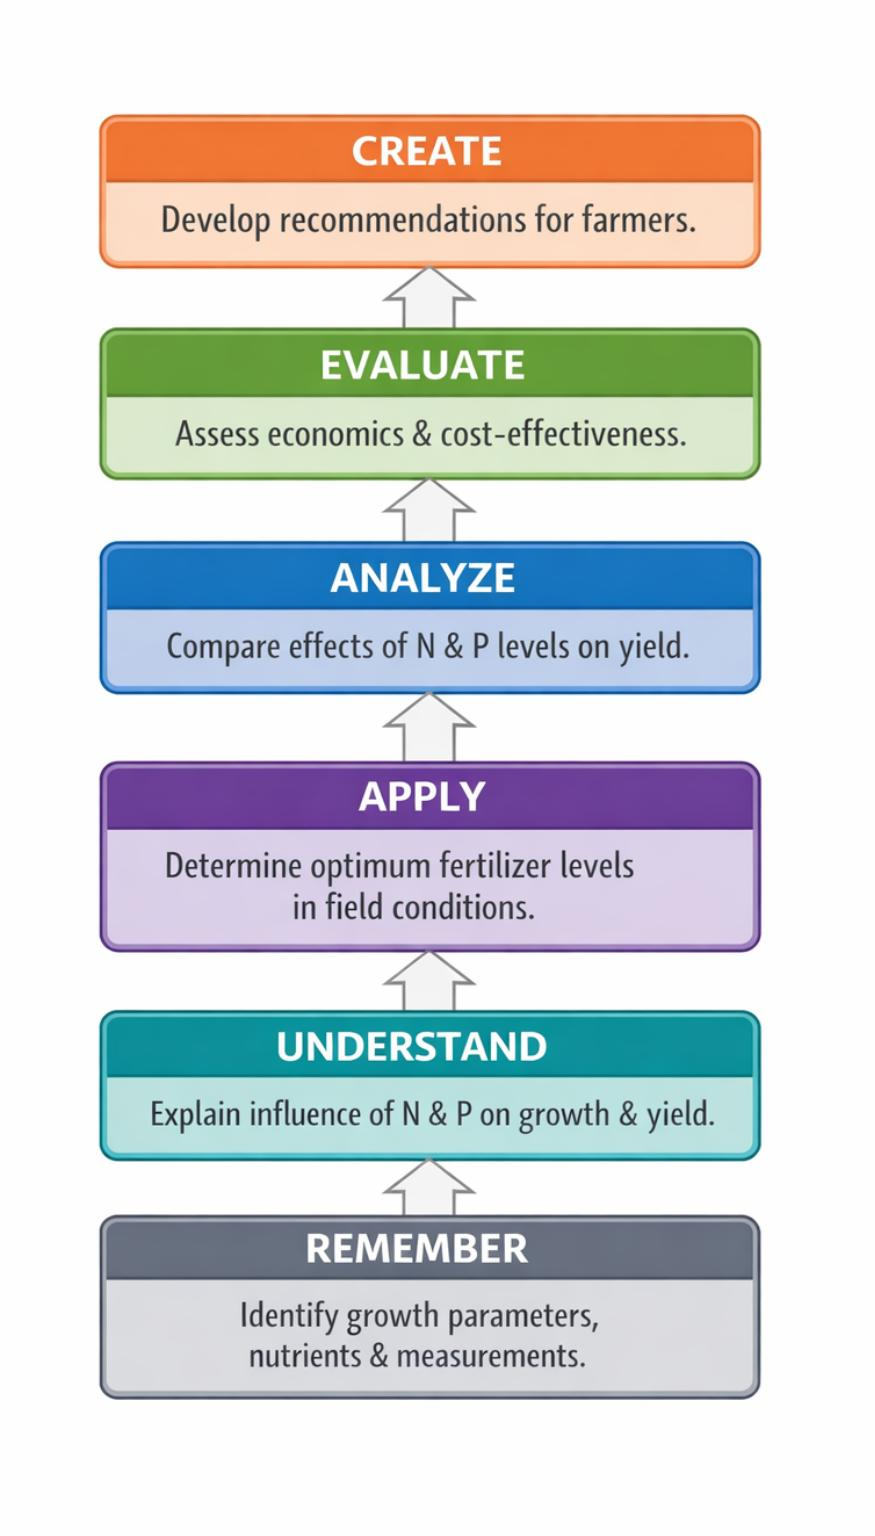 CREATE
Develop recommendations for farmers.
EVALUATE
Assess economics & cost-effectiveness.
ANALYZE
Compare effects of N & P levels on yield.
APPLY
Determine optimum fertilizer levels
in field conditions.
UNDERSTAND
Explain influence of N & P on growth & yield.
REMEMBER
Identify growth parameters,
nutrients & measurements.